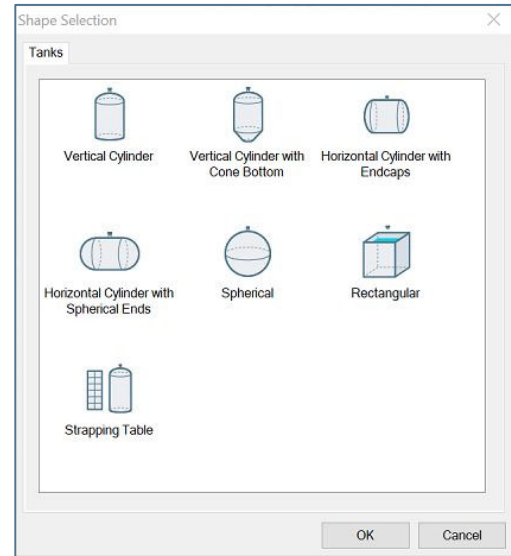 Shape Selection
Tanks
Vertical Cylinder
Vertical Cylinder with
Cone Bottom
Horizontal Cylinder with
Endcaps
Horizontal Cylinder with
Spherical Ends
Spherical
Rectangular
Strapping Table
OK
Cancel